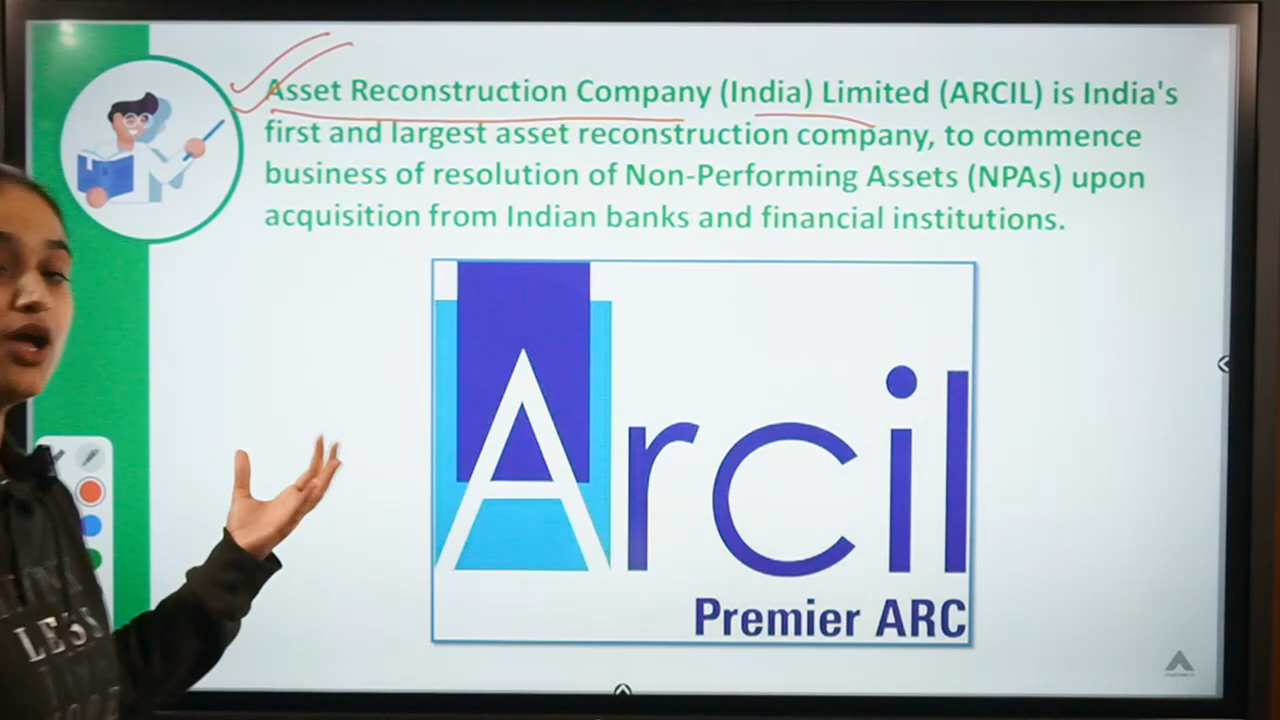 Asset Reconstruction Company (India) Limited (ARCIL) is India's
first and largest asset reconstruction company, to commence
business of resolution of Non-Performing Assets (NPAs) upon
acquisition from Indian banks and financial institutions.
Arcil
Premier ARC
LESS